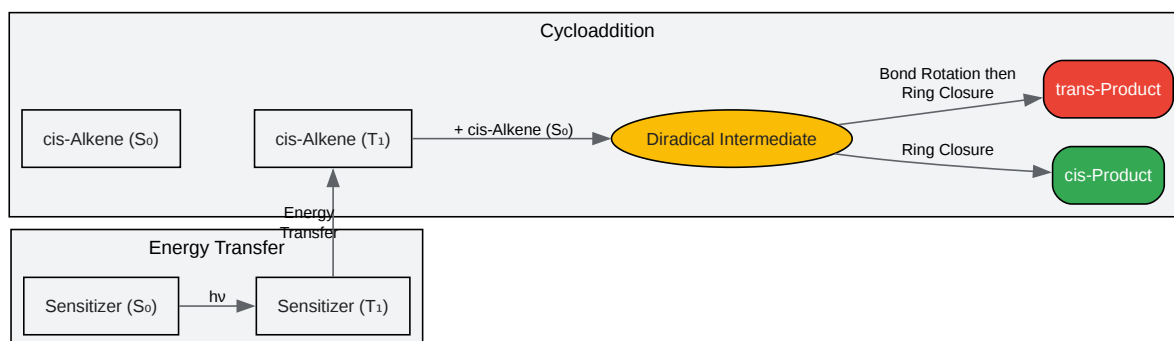 Cycloaddition
cis-Alkene (S₀)
cis-Alkene (T₁)
+ cis-Alkene (S₀)
Diradical Intermediate
Bond Rotation then
Ring Closure
trans-Product
Ring Closure
cis-Product
Energy
Transfer
Energy Transfer
Sensitizer (S₀)
hν
Sensitizer (T₁)